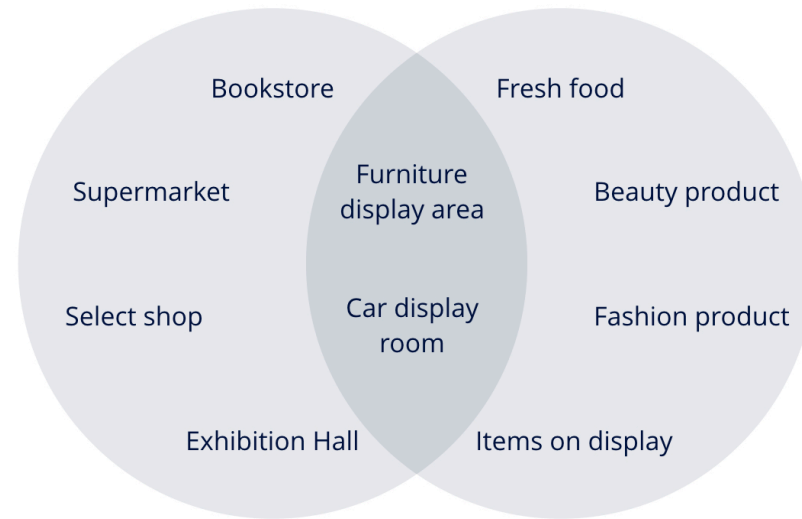 Bookstore
Fresh food
Furniture
display area
Supermarket
Beauty product
Car display
room
Select shop
Fashion product
Exhibition Hall
Items on display